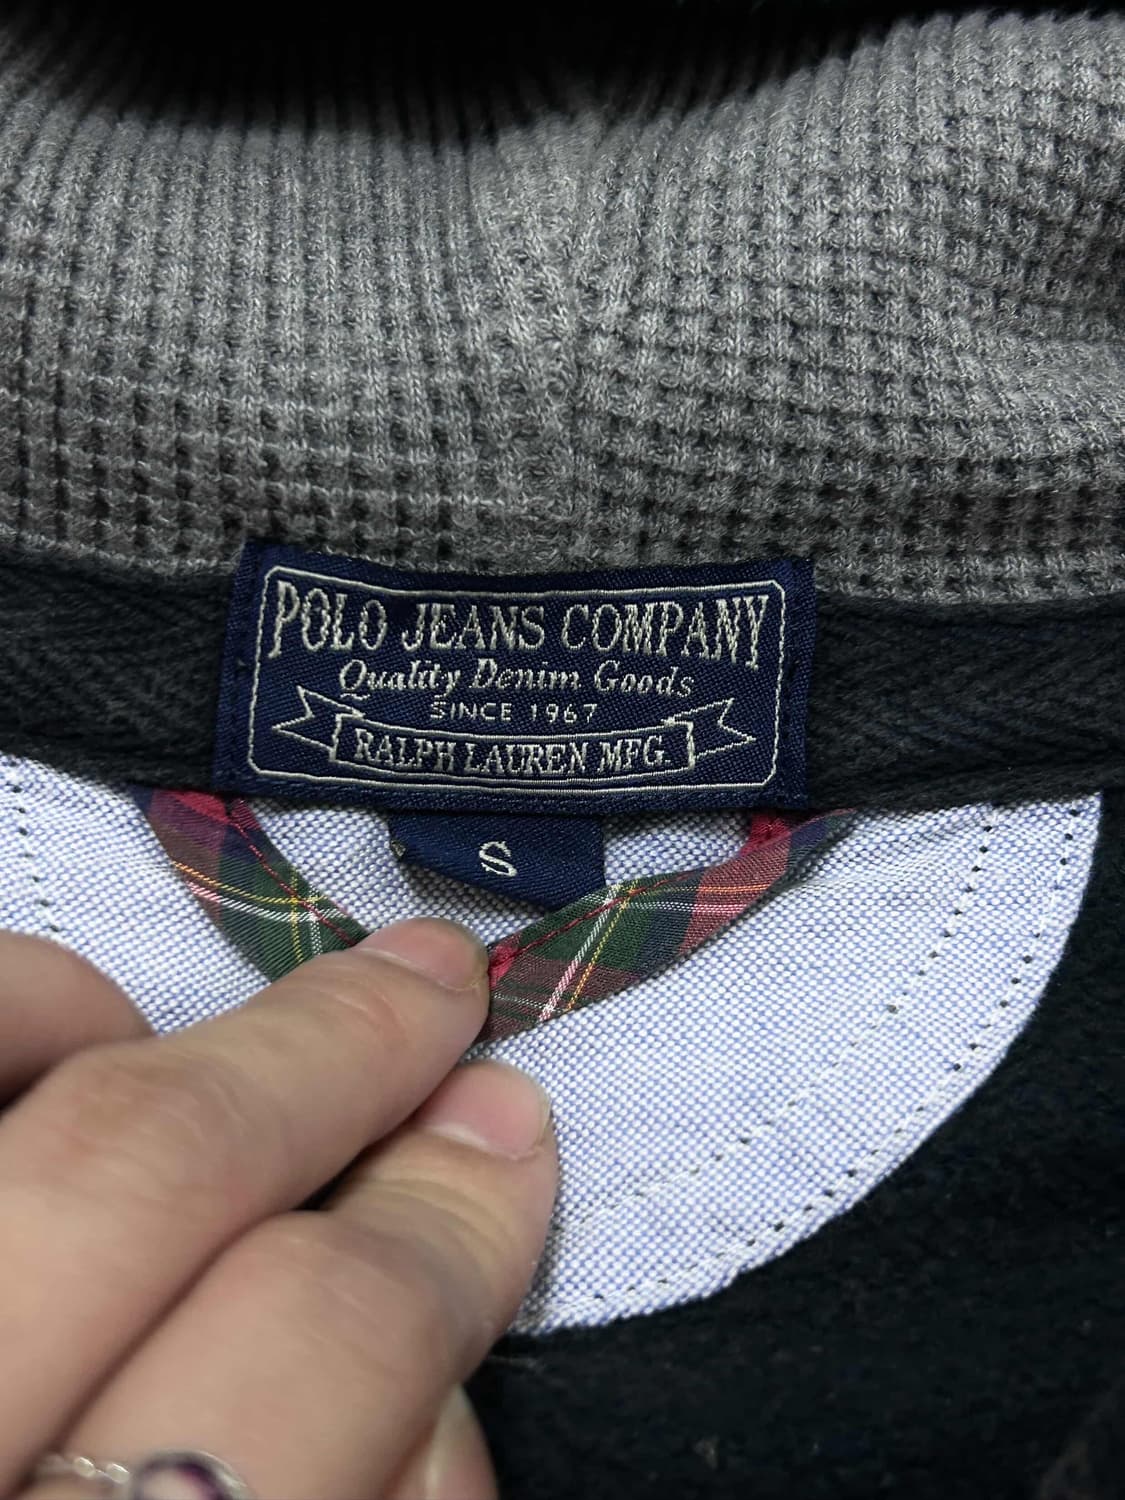 POLO JEANS COMPANY
Quality Denim Goods
SINCE 1967
RALPH LAUREN MFG.
S